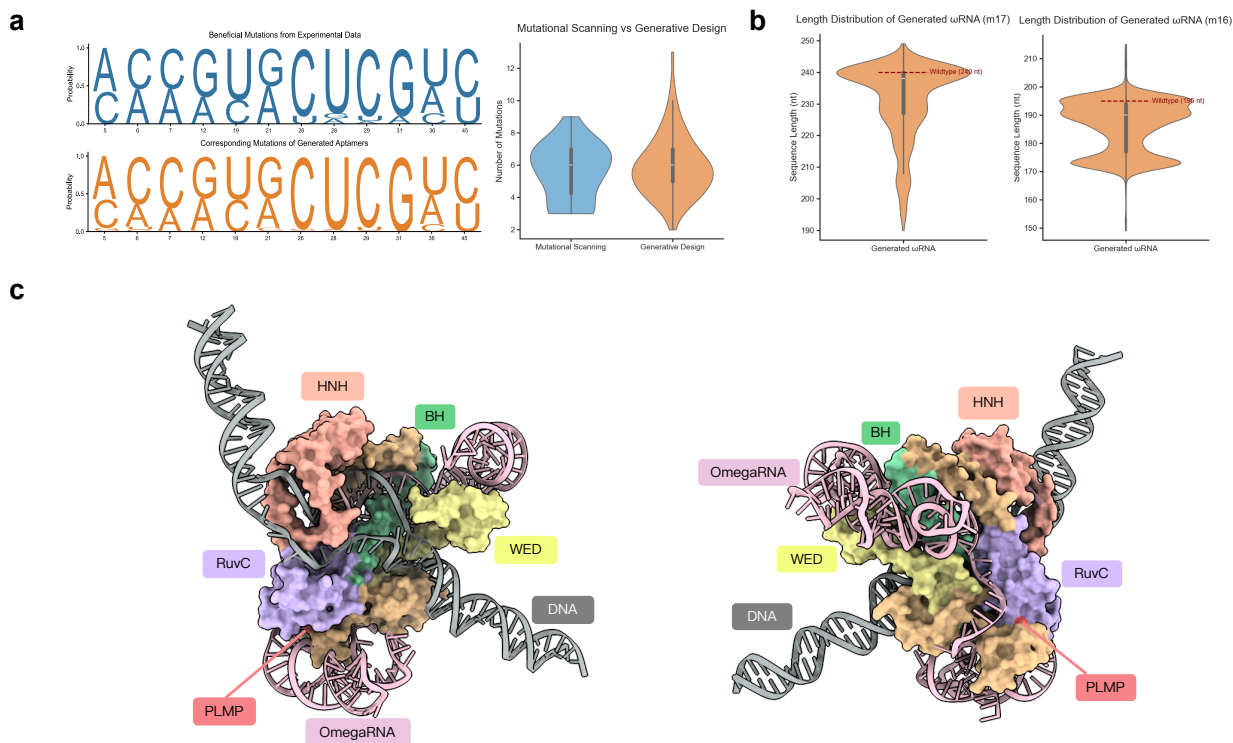 a
Beneficial Mutations from Experimental Data
Probability
1.0
0.5
0.0
A C C G U G C U C G U C
C A A A C A U C U A A U
5 6 7 12 19 21 24 28 29 31 36 45
Corresponding Mutations of Generated Aptamers
Probability
1.0
0.5
0.0
A C C G U G C U C G U C
C A A A C A A U
5 6 7 12 19 21 24 28 29 31 36 45
Mutational Scanning vs Generative Design
Number of Mutations
12
10
8
6
4
2
Mutational Scanning
Generative Design
b
Length Distribution of Generated ωRNA (m17)
Sequence Length (nt)
250
240
230
220
210
200
190
Wildtype (240 nt)
Generated ωRNA
Length Distribution of Generated ωRNA (m16)
Sequence Length (nt)
210
200
190
180
170
160
150
Wildtype (195 nt)
Generated ωRNA
c
HNH
BH
RuvC
WED
DNA
PLMP
OmegaRNA
HNH
BH
OmegaRNA
WED
RuvC
DNA
PLMP